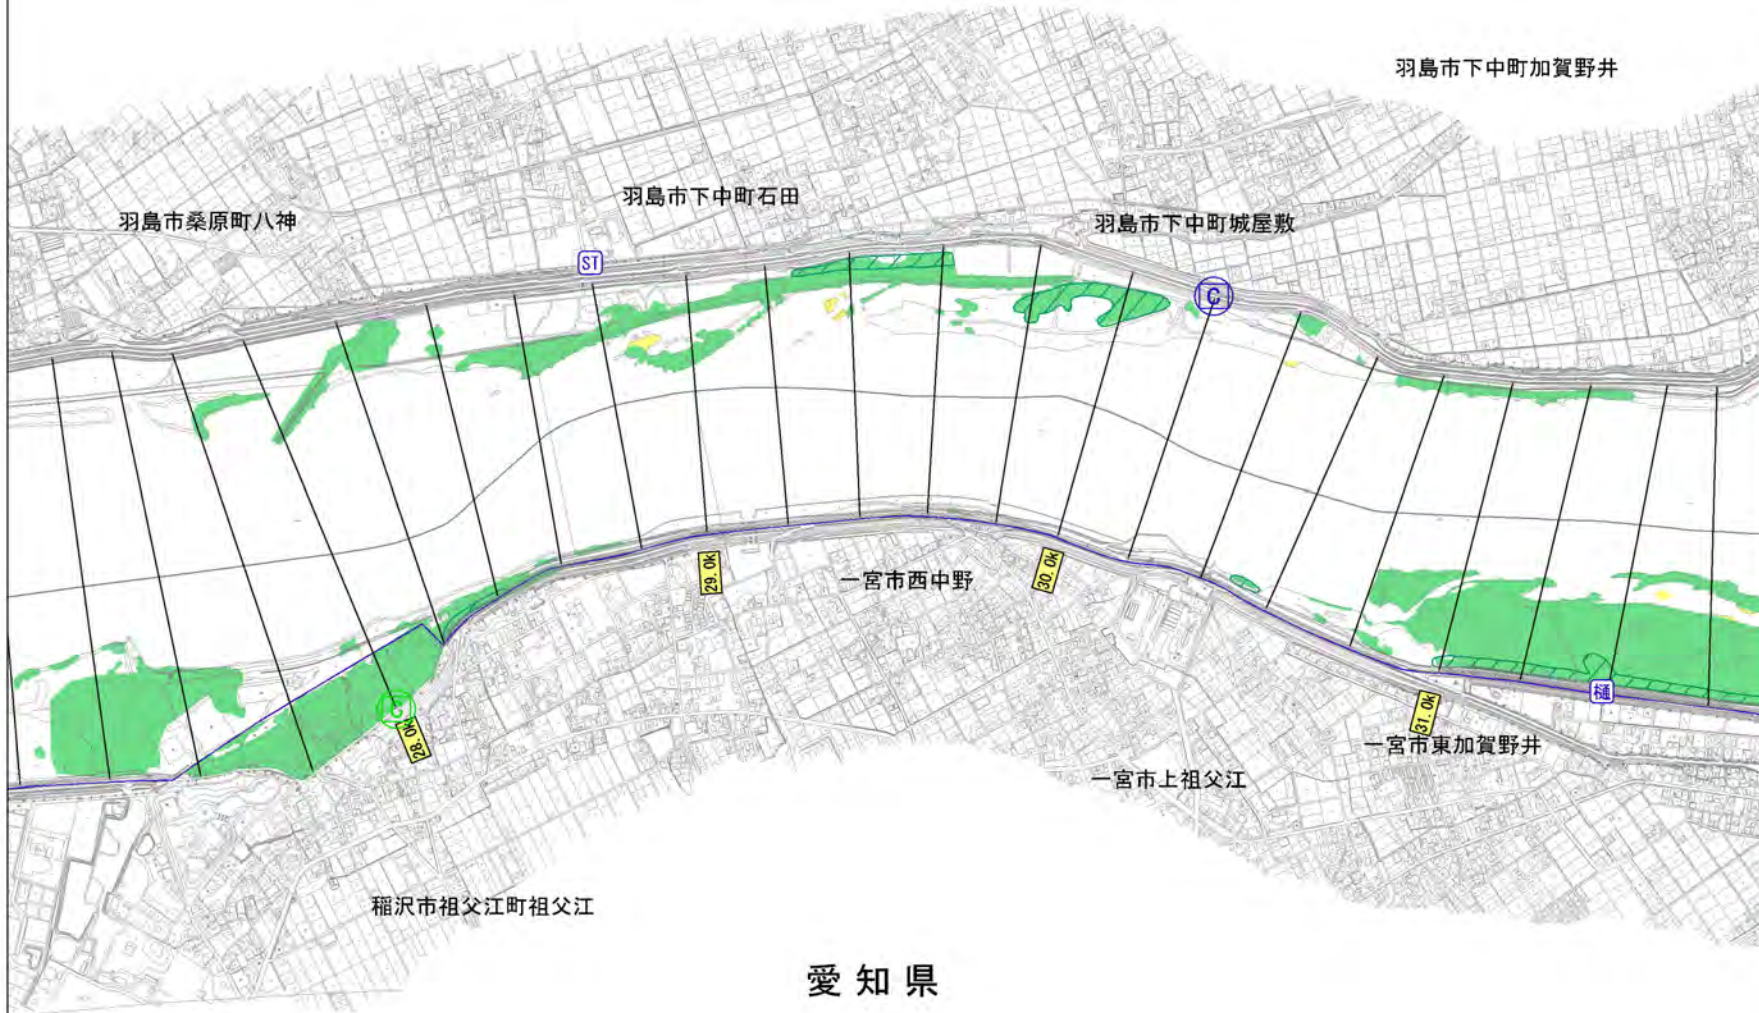 羽島市下中町加賀野井
羽島市下中町石田
羽島市桑原町八神
羽島市下中町城屋敷
ST
C
29.0k
一宮市西中野
30.0k
樋
C
28.0k
31.0k
一宮市東加賀野井
一宮市上祖父江
稲沢市祖父江町祖父江
愛知県